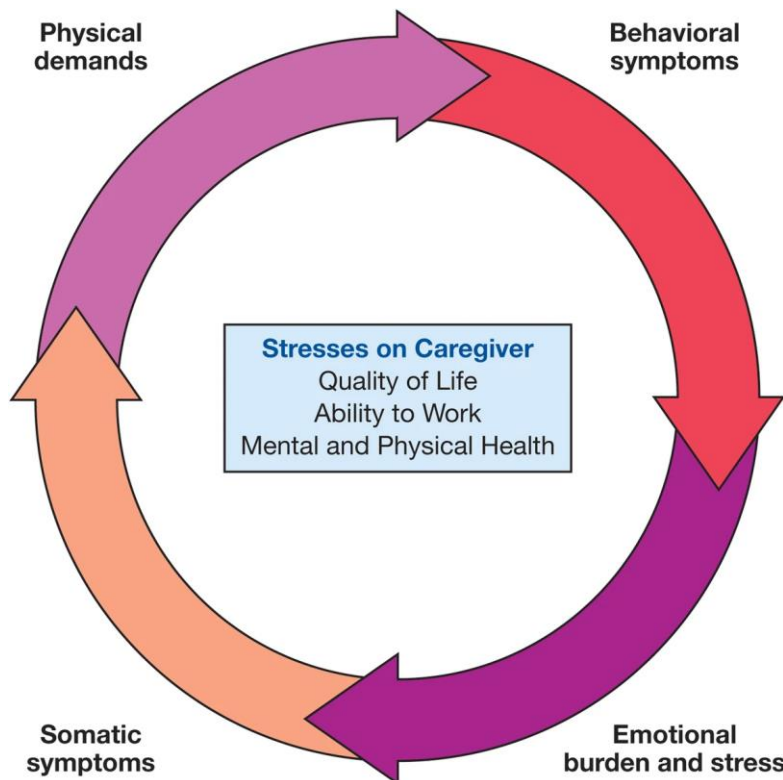 Physical
demands
Behavioral
symptoms
Stresses on Caregiver
Quality of Life
Ability to Work
Mental and Physical Health
Somatic
symptoms
Emotional
burden and stress